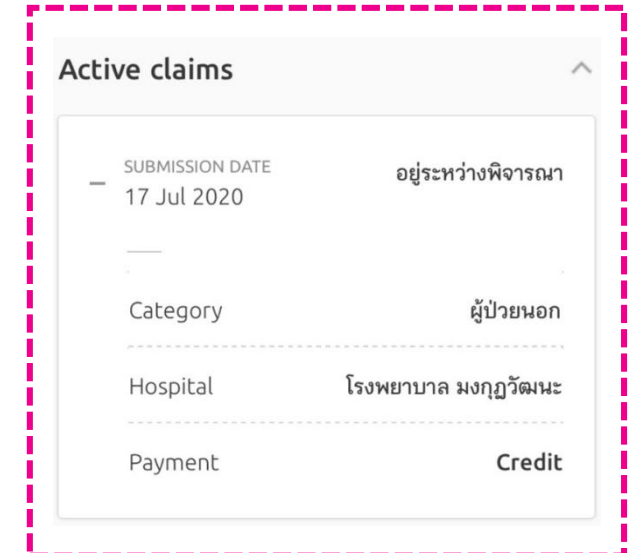 Active claims
SUBMISSION DATE
17 Jul 2020
อยู่ระหว่างพิจารณา
Category ผู้ป่วยนอก
Hospital โรงพยาบาล มงกุฎวัฒนะ
Payment Credit